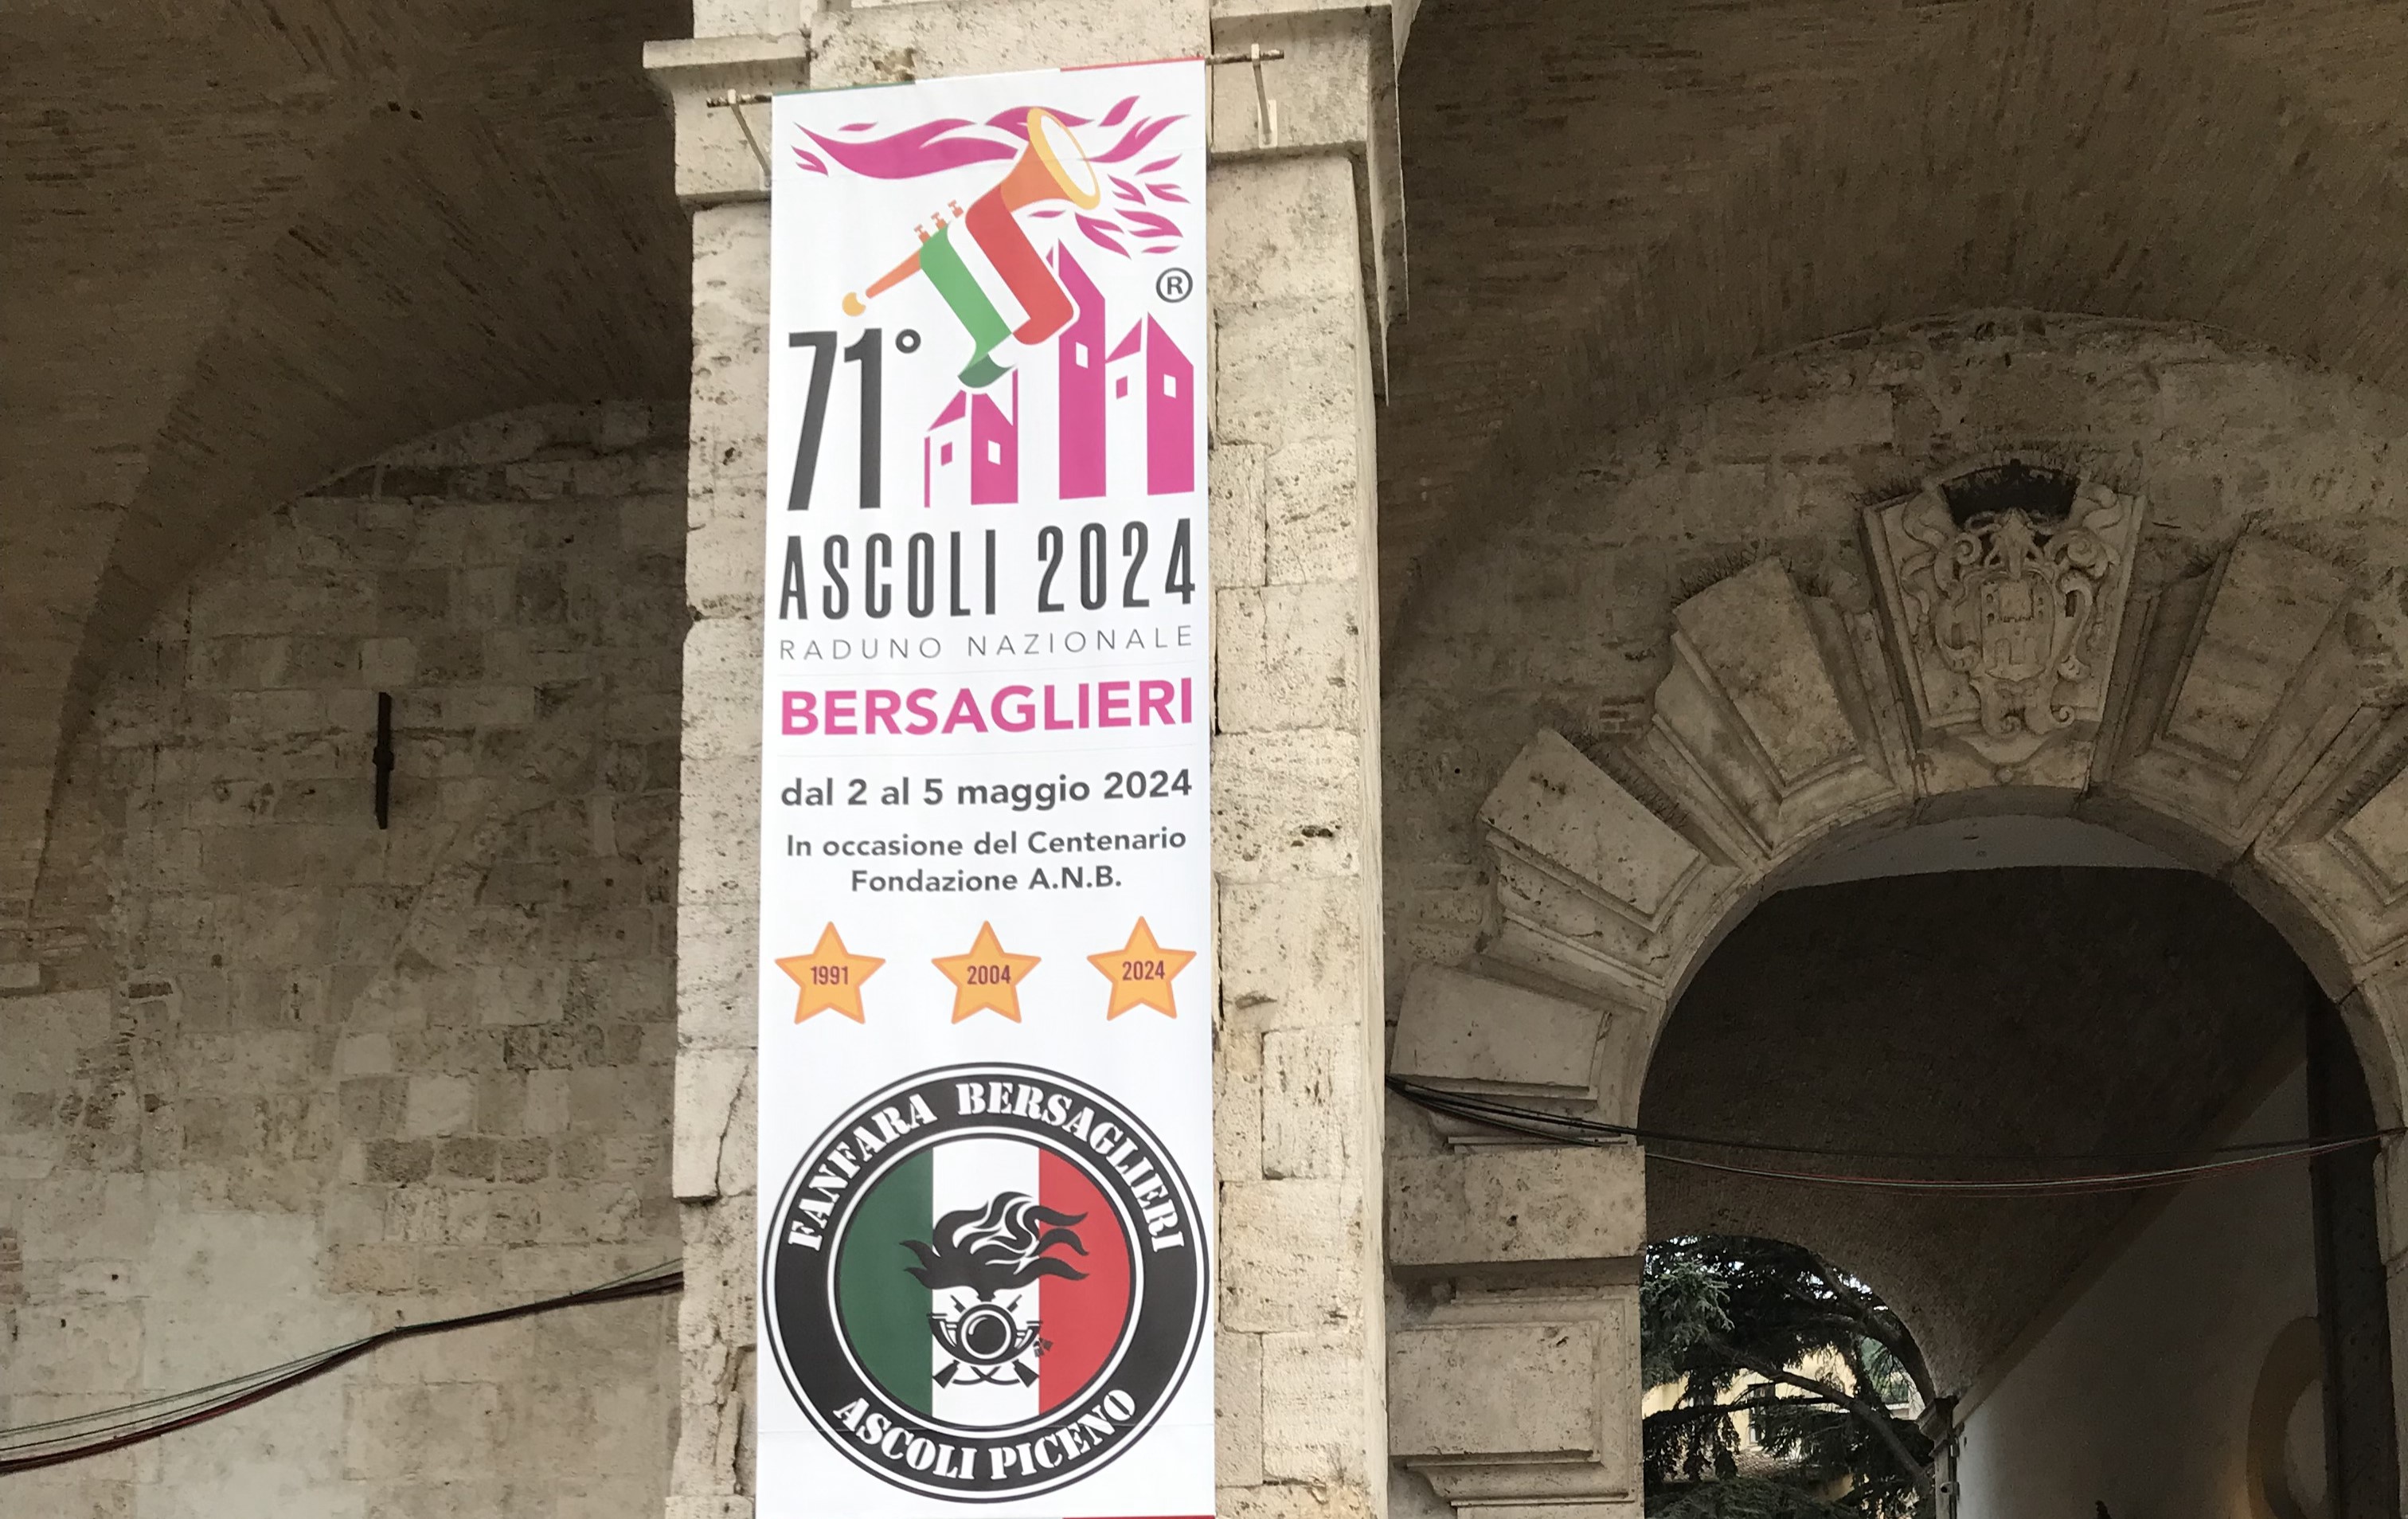 ®
71°
ASCOLI 2024
RADUNO NAZIONALE
BERSAGLIERI
dal 2 al 5 maggio 2024
In occasione del Centenario
Fondazione A.N.B.
1991 2004 2024
FANFARA BERSAGLIERI
ASCOLI PICENO